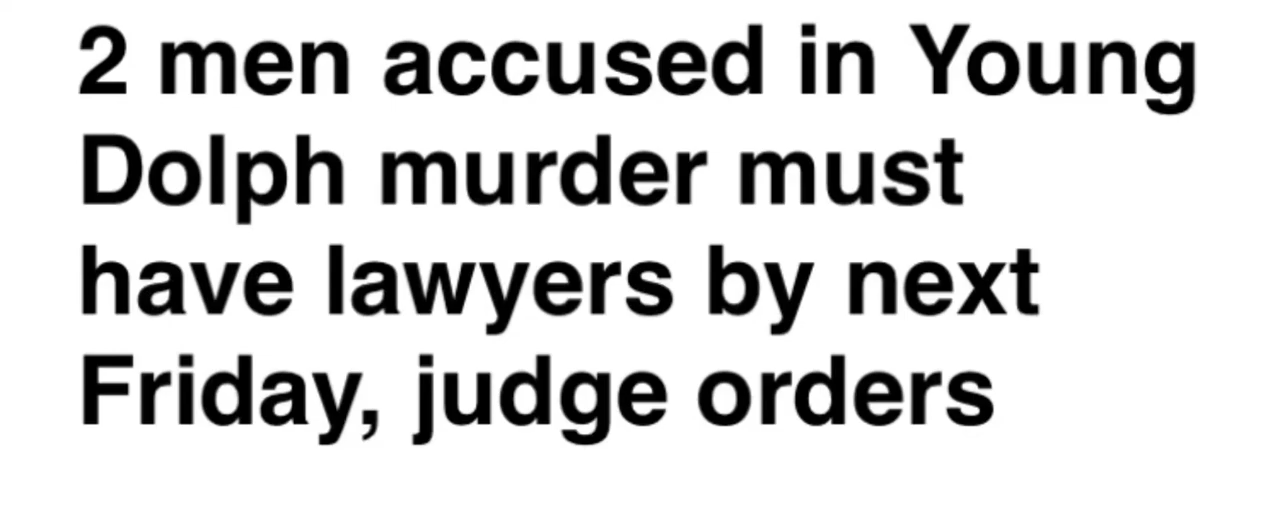 2 men accused in Young
Dolph murder must
have lawyers by next
Friday, judge orders